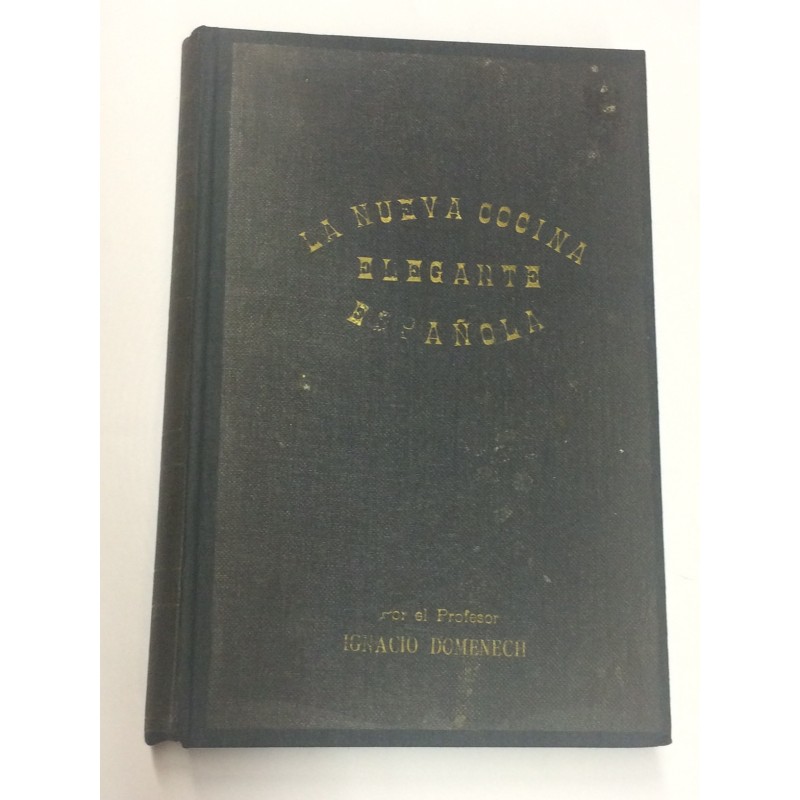 LA NUEVA COCINA
ELEGANTE
ESPAÑOLA
Por el Profesor
IGNACIO DOMENECH